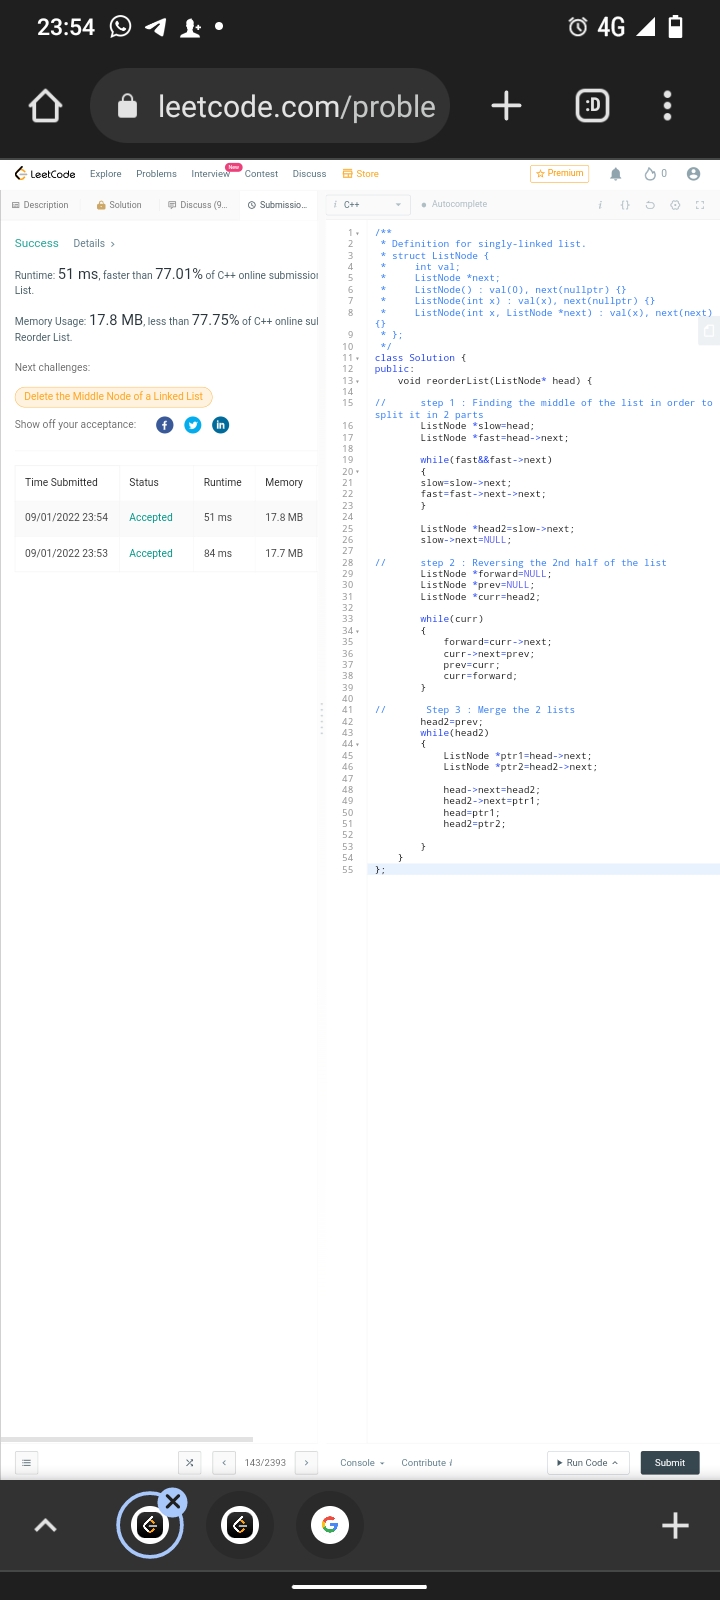 23:54
4G
leetcode.com/proble
:D
LeetCode Explore Problems Interview New Contest Discuss Store Premium 0
Description Solution Discuss (9... Submissio...
i C++ Autocomplete
Success Details >
Runtime: 51 ms, faster than 77.01% of C++ online submission
List.
Memory Usage: 17.8 MB, less than 77.75% of C++ online sul
Reorder List.
Next challenges:
Delete the Middle Node of a Linked List
Show off your acceptance:
Time Submitted Status Runtime Memory
09/01/2022 23:54 Accepted 51 ms 17.8 MB
09/01/2022 23:53 Accepted 84 ms 17.7 MB
1 /**
2 * Definition for singly-linked list.
3 * struct ListNode {
4 *     int val;
5 *     ListNode *next;
6 *     ListNode() : val(0), next(nullptr) {}
7 *     ListNode(int x) : val(x), next(nullptr) {}
8 *     ListNode(int x, ListNode *next) : val(x), next(next)
{}
9 * };
10 */
11 class Solution {
12 public:
13     void reorderList(ListNode* head) {
14
15 //      step 1 : Finding the middle of the list in order to
split it in 2 parts
16         ListNode *slow=head;
17         ListNode *fast=head->next;
18
19         while(fast&&fast->next)
20         {
21         slow=slow->next;
22         fast=fast->next->next;
23         }
24
25         ListNode *head2=slow->next;
26         slow->next=NULL;
27
28 //      step 2 : Reversing the 2nd half of the list
29         ListNode *forward=NULL;
30         ListNode *prev=NULL;
31         ListNode *curr=head2;
32
33         while(curr)
34         {
35             forward=curr->next;
36             curr->next=prev;
37             prev=curr;
38             curr=forward;
39         }
40
41 //       Step 3 : Merge the 2 lists
42         head2=prev;
43         while(head2)
44         {
45             ListNode *ptr1=head->next;
46             ListNode *ptr2=head2->next;
47
48             head->next=head2;
49             head2->next=ptr1;
50             head=ptr1;
51             head2=ptr2;
52
53         }
54     }
55 };
143/2393 Console Contribute i Run Code Submit